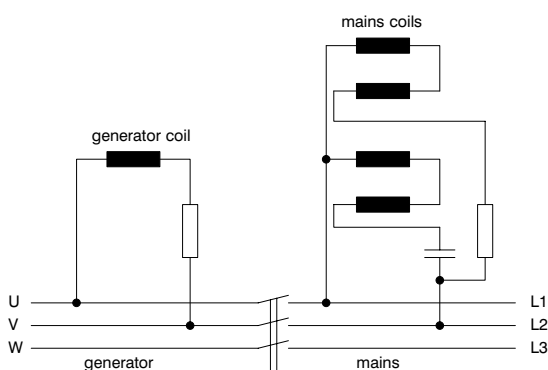 mains coils
generator coil
U L1
V L2
W L3
generator mains